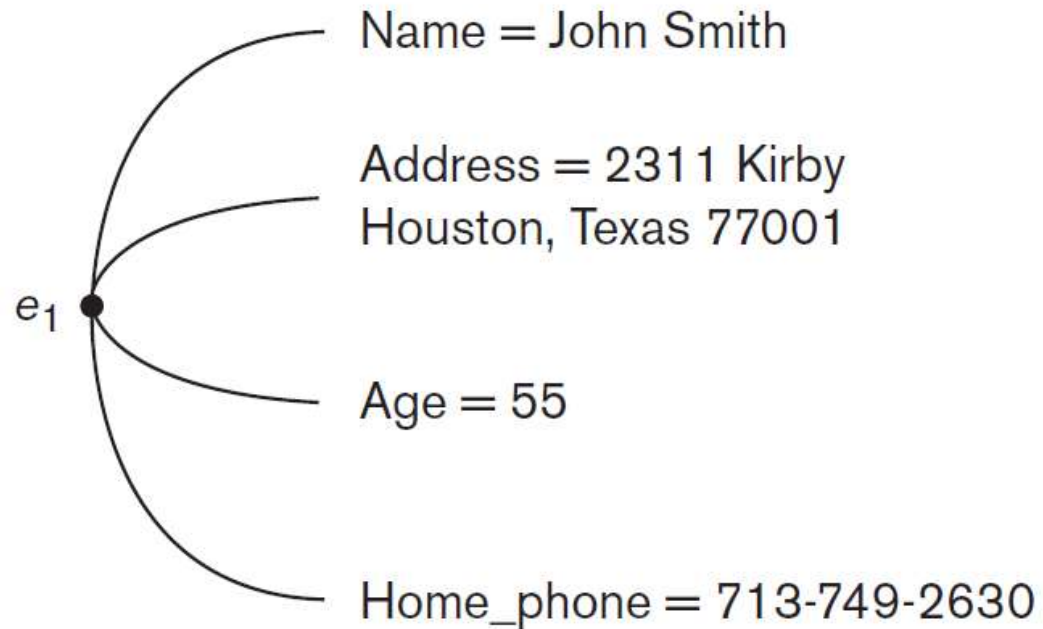 Name = John Smith
Address = 2311 Kirby
Houston, Texas 77001
e1
Age = 55
Home_phone = 713-749-2630